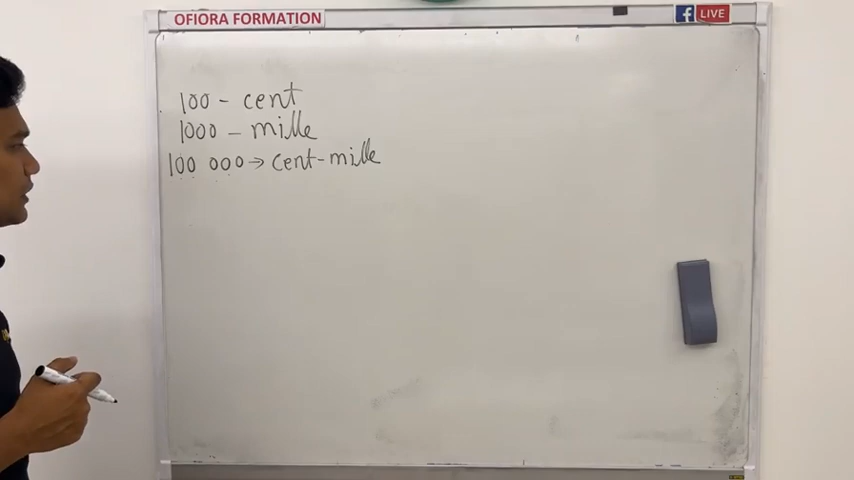 OFIORA FORMATION
f LIVE
100 - cent
1000 - mille
100 000 → cent-mille